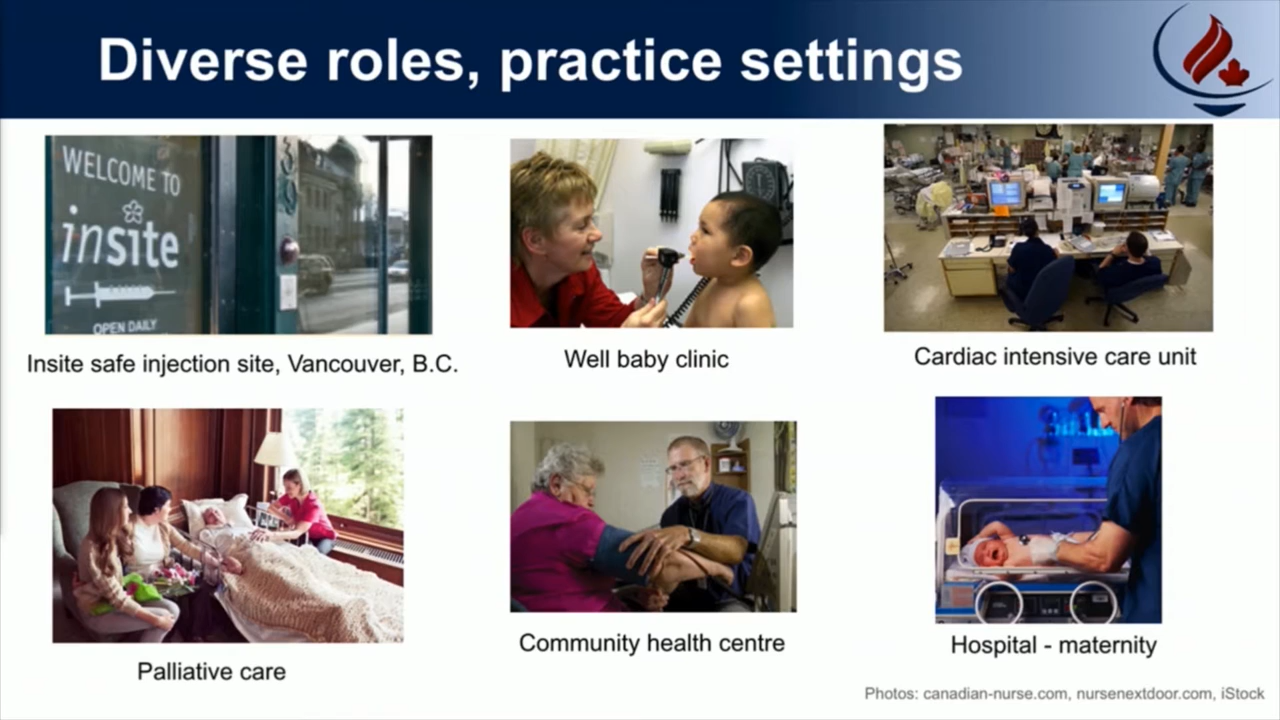 Diverse roles, practice settings
WELCOME TO
insite
OPEN DAILY
Insite safe injection site, Vancouver, B.C.
Well baby clinic
Cardiac intensive care unit
Palliative care
Community health centre
Hospital - maternity
Photos: canadian-nurse.com, nursenextdoor.com, iStock